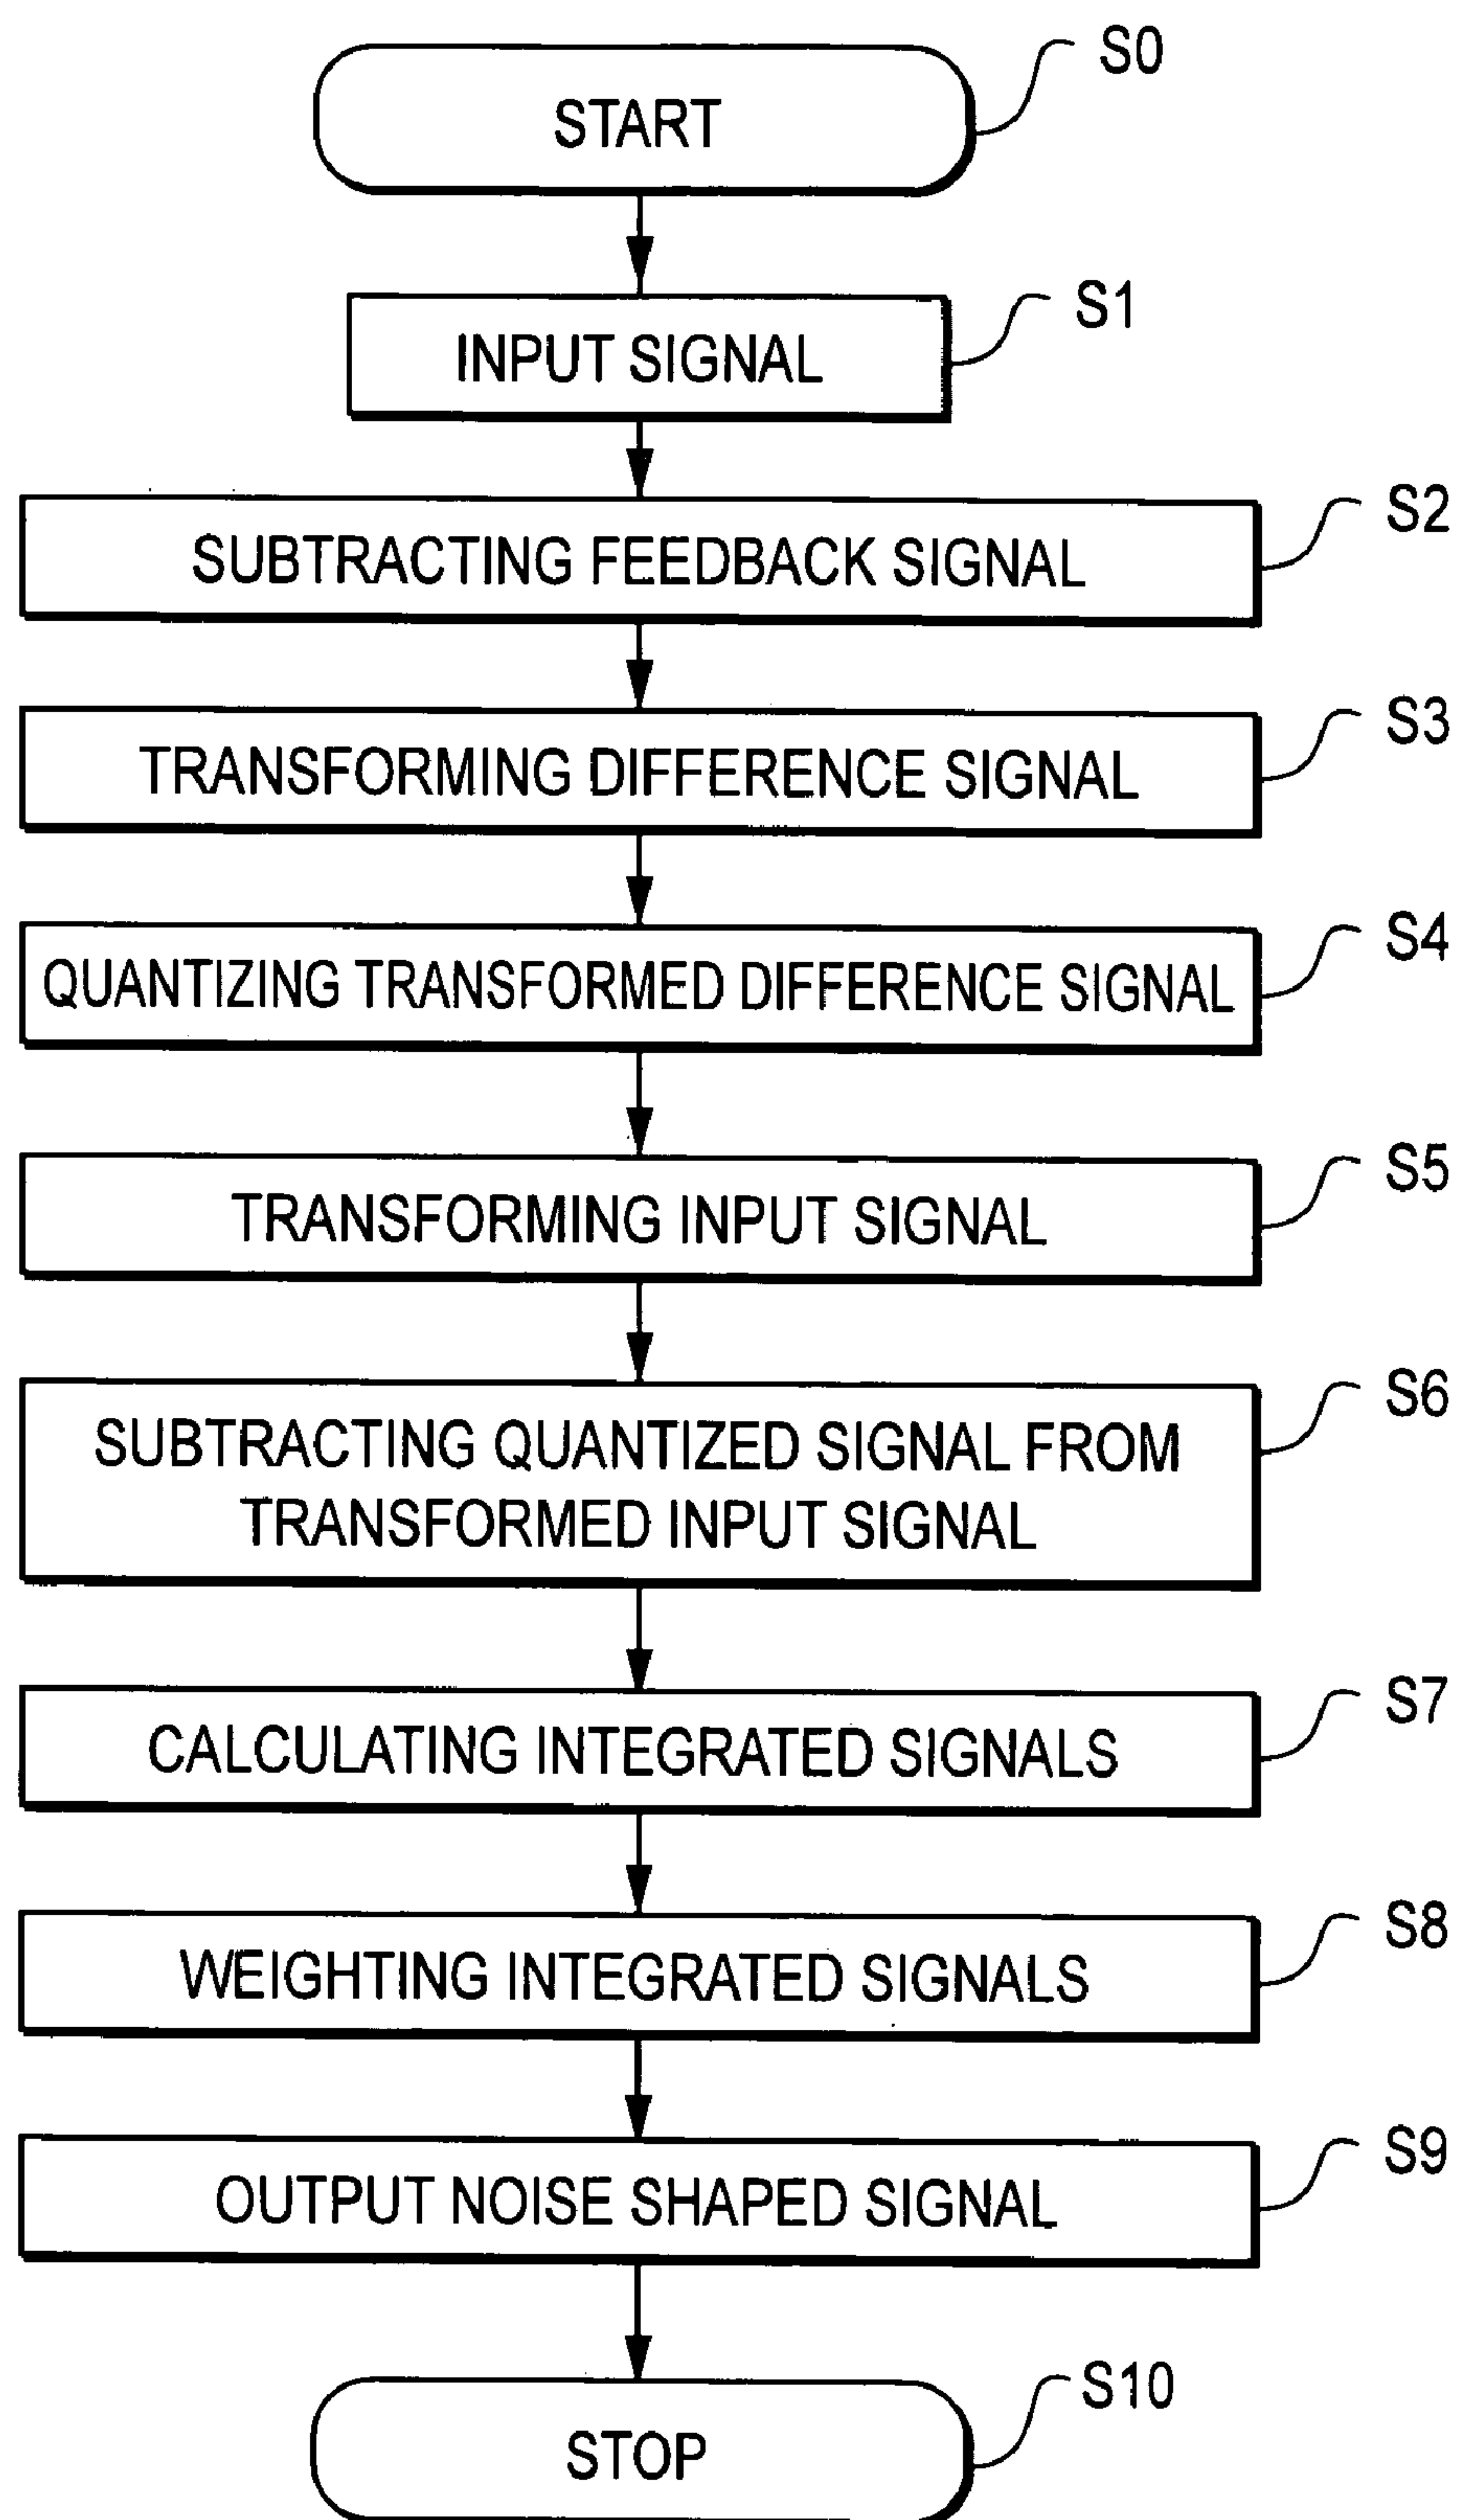 START
S0
INPUT SIGNAL
S1
SUBTRACTING FEEDBACK SIGNAL
S2
TRANSFORMING DIFFERENCE SIGNAL
S3
QUANTIZING TRANSFORMED DIFFERENCE SIGNAL
S4
TRANSFORMING INPUT SIGNAL
S5
SUBTRACTING QUANTIZED SIGNAL FROM
TRANSFORMED INPUT SIGNAL
S6
CALCULATING INTEGRATED SIGNALS
S7
WEIGHTING INTEGRATED SIGNALS
S8
OUTPUT NOISE SHAPED SIGNAL
S9
STOP
S10